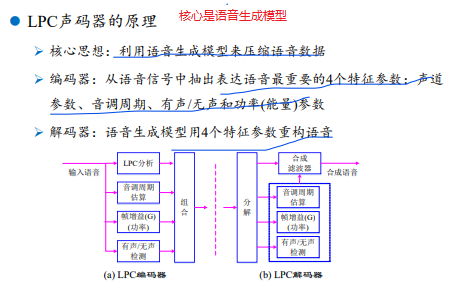 核心是语音生成模型
LPC声码器的原理
核心思想：利用语音生成模型来压缩语音数据
编码器：从语音信号中抽出表达语音最重要的4个特征参数：声道
参数、音调周期、有声/无声和功率(能量)参数
解码器：语音生成模型用4个特征参数重构语音
输入语音
LPC分析
音调周期
估算
帧增益(G)
(功率)
有声/无声
检测
组
合
分
解
合成
滤波器
合成语音
音调周期
估算
帧增益(G)
(功率)
有声/无声
检测
(a) LPC编码器
(b) LPC解码器